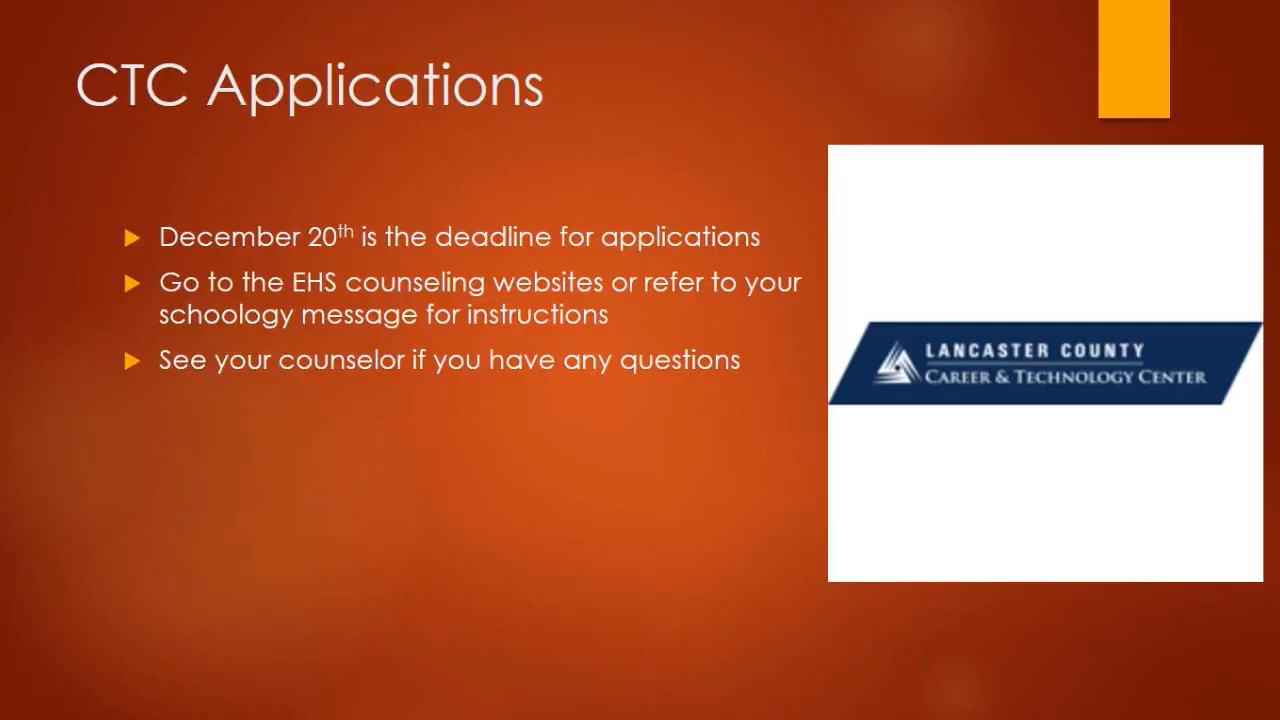 CTC Applications
December 20th is the deadline for applications
Go to the EHS counseling websites or refer to your
schoology message for instructions
See your counselor if you have any questions
LANCASTER COUNTY
CAREER & TECHNOLOGY CENTER